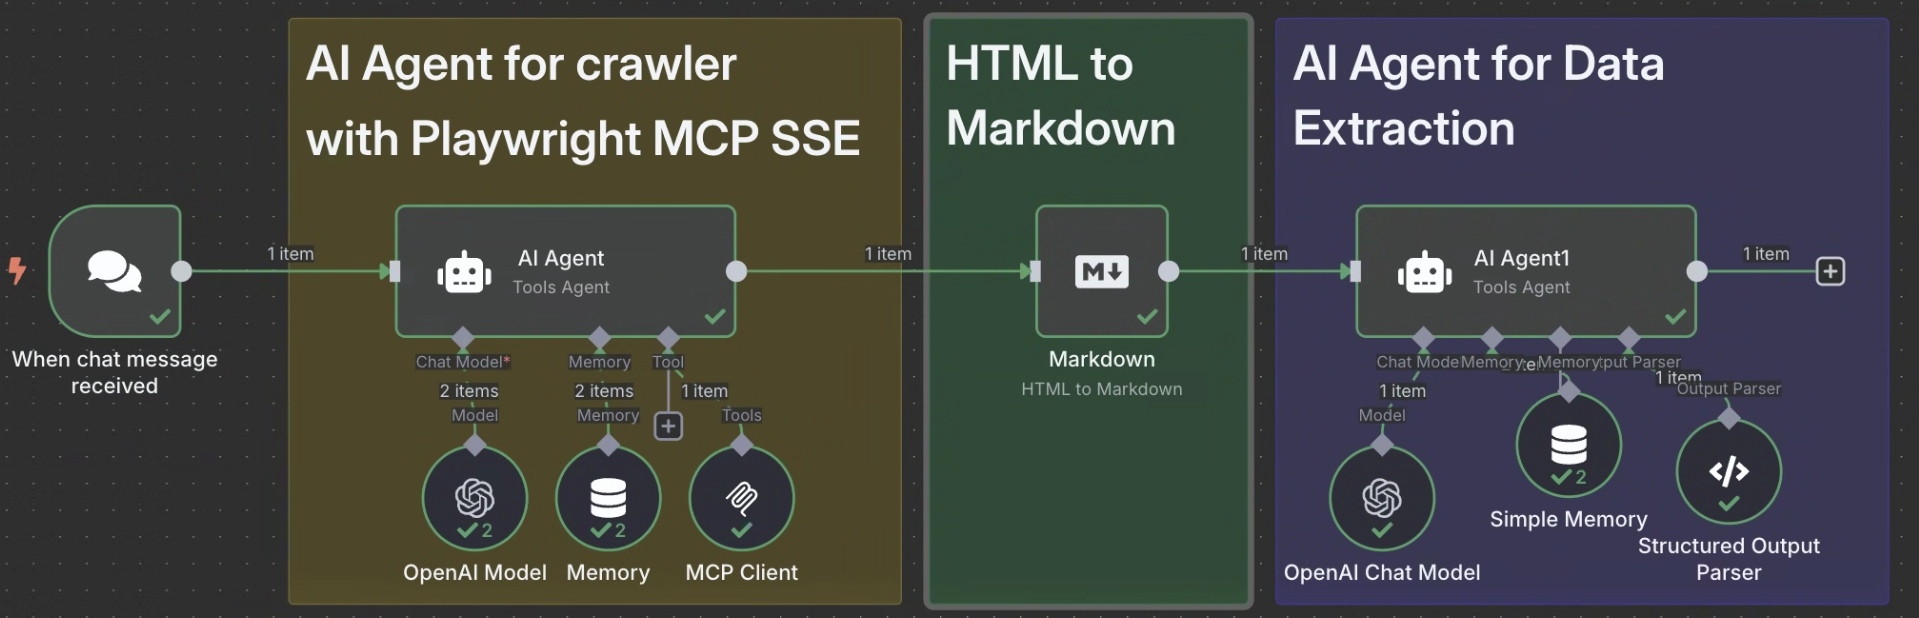 AI Agent for crawler
with Playwright MCP SSE
HTML to
Markdown
AI Agent for Data
Extraction
When chat message
received
1 item
AI Agent
Tools Agent
Chat Model*
Memory
Tool
2 items
2 items
1 item
Model
Memory
Tools
2
2
OpenAI Model
Memory
MCP Client
1 item
M
Markdown
HTML to Markdown
1 item
AI Agent1
Tools Agent
1 item
Memory
Memory
Parser
1 item
1 item
Output Parser
Model
2
OpenAI Chat Model
Simple Memory
Structured Output
Parser